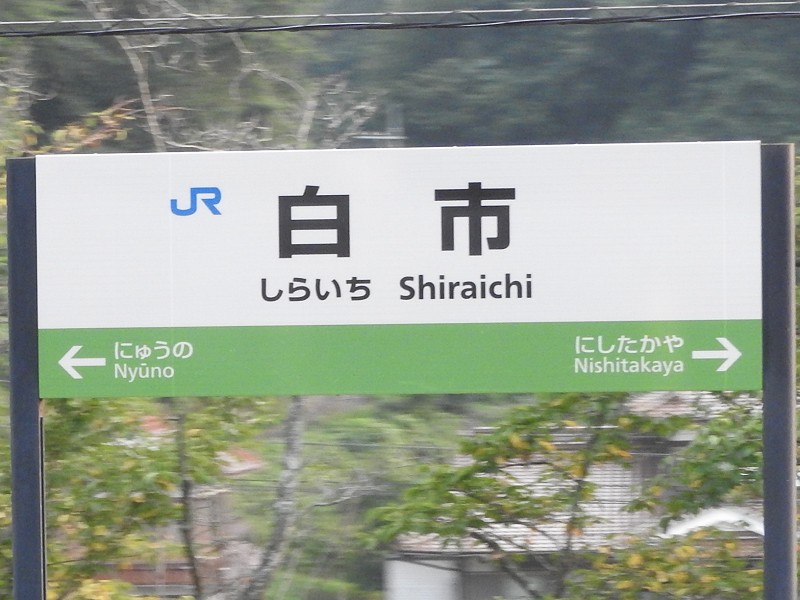 JR 白市
しらいち Shiraichi
← にゅうの にしたかや →
Nyūno Nishitakaya